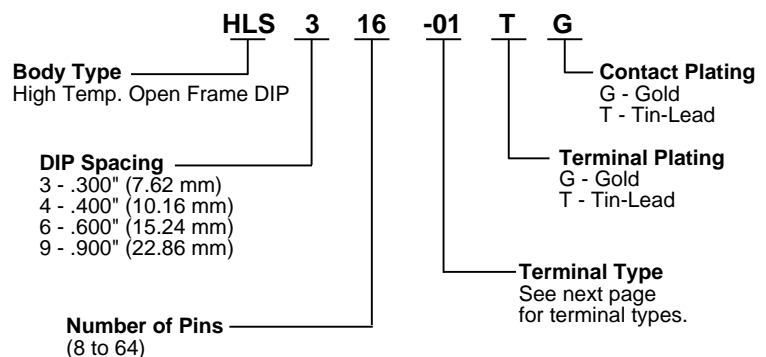 HLS 3 16 -01 T G
Body Type
High Temp. Open Frame DIP
DIP Spacing
3 - .300" (7.62 mm)
4 - .400" (10.16 mm)
6 - .600" (15.24 mm)
9 - .900" (22.86 mm)
Number of Pins
(8 to 64)
Contact Plating
G - Gold
T - Tin-Lead
Terminal Plating
G - Gold
T - Tin-Lead
Terminal Type
See next page
for terminal types.